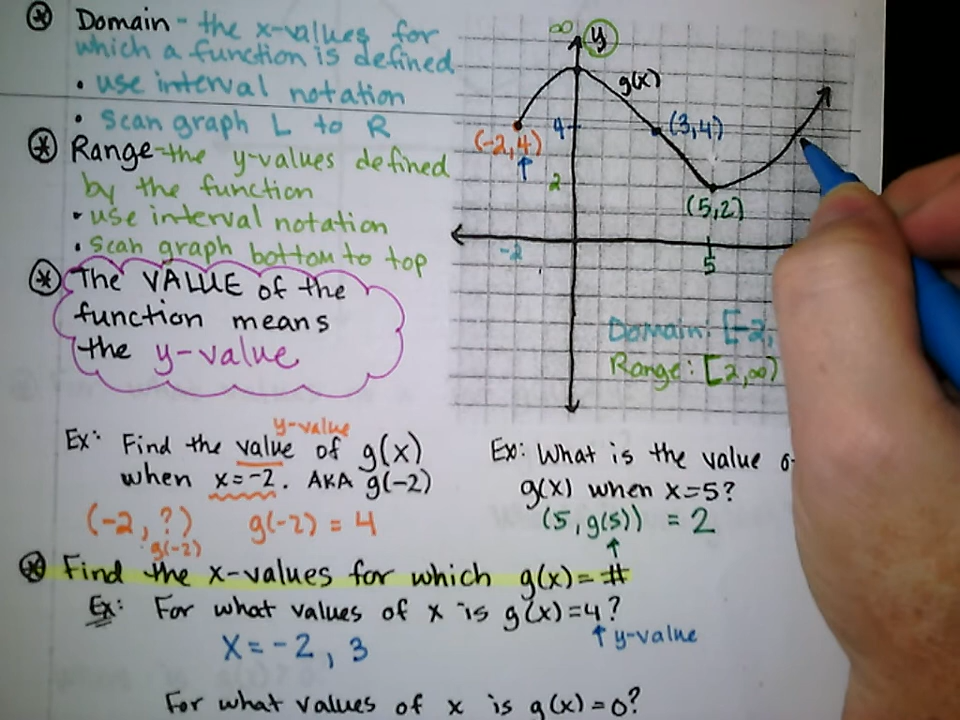 * Domain - the x-values for
which a function is defined
• use interval notation
• scan graph L to R
* Range - the y-values defined
by the function
• use interval notation
• scan graph bottom to top
* The VALUE of the
function means
the y-value
∞ y
g(x)
(-2,4)
4
(3,4)
2
(5,2)
-2
5
Domain: [-2,
Range: [2,∞)
y-value
Ex: Find the value of g(x)
when x=-2. AKA g(-2)
(-2, ?) g(-2) = 4
g(-2)
Ex: What is the value
g(x) when x=5?
(5, g(5)) = 2
* Find the x-values for which g(x)=#
Ex: For what values of x is g(x)=4?
↑ y-value
X = -2, 3
For what values of x is g(x)=0?